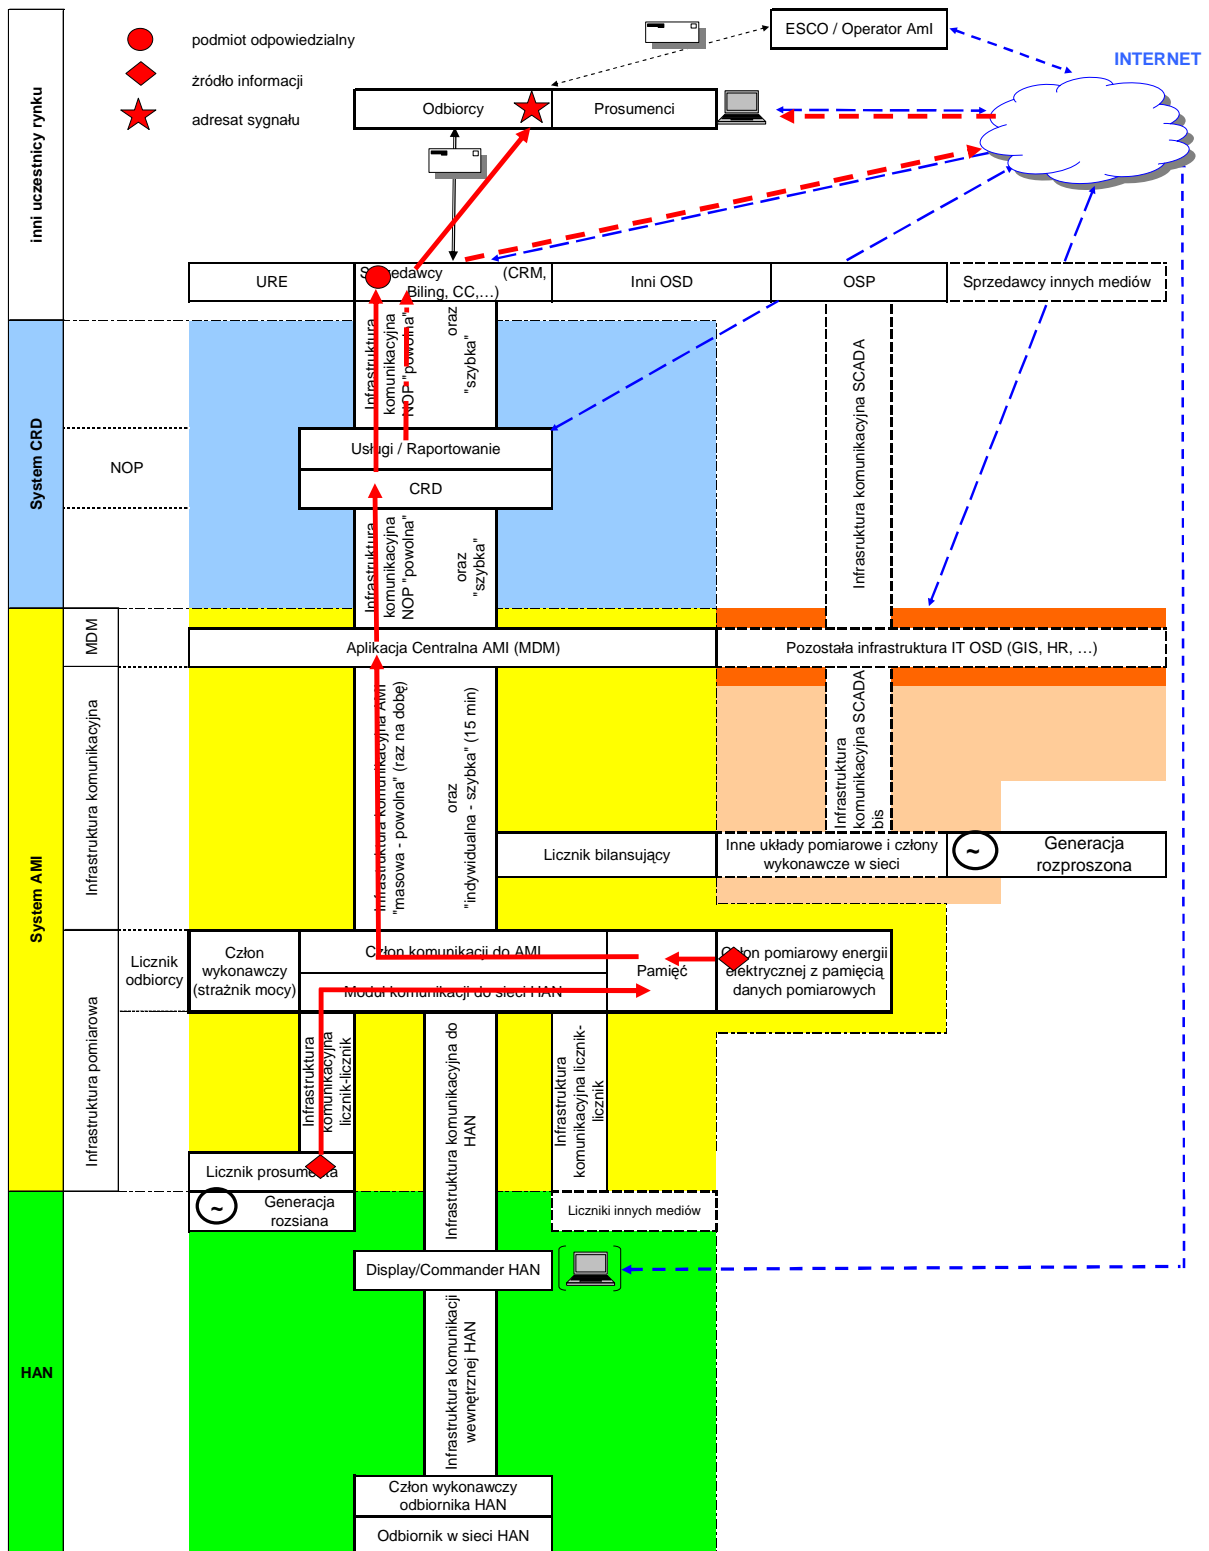 podmiot odpowiedzialny
żródło informacji
adresat sygnału
ESCO / Operator AmI
INTERNET
Odbiorcy
Prosumenci
inni uczestnicy rynku
URE
Sprzedawcy (CRM,
Biling, CC,...)
Inni OSD
OSP
Sprzedawcy innych mediów
Infrastruktura
komunikacyjna
NOP "powolna"
oraz
"szybka"
Infrasruktura komunikacyjna SCADA
System CRD
NOP
Usługi / Raportowanie
CRD
Infrastruktura
komunikacyjna
NOP "powolna"
oraz
"szybka"
MDM
Aplikacja Centralna AMI (MDM)
Pozostała infrastruktura IT OSD (GIS, HR, ...)
System AMI
Infrastruktura komunikacyjna
Infrastruktura komunikacyjna AMI
"masowa - powolna" (raz na dobę)
oraz
"indywidualna - szybka" (15 min)
Infrastruktura
komunikacyjna SCADA
bis
Licznik bilansujący
Inne układy pomiarowe i człony
wykonawcze w sieci
~
Generacja
rozproszona
Infrastruktura pomiarowa
Licznik
odbiorcy
Człon
wykonawczy
(strażnik mocy)
Człon komunikacji do AMI
Moduł komunikacji do sieci HAN
Pamięć
Człon pomiarowy energii
elektrycznej z pamięcią
danych pomiarowych
Infrastruktura
komunikacyjna
licznik-licznik
Infrastruktura komunikacyjna do
HAN
Infrastruktura
komunikacyjna licznik-
licznik
Licznik prosumenta
~
Generacja
rozsiana
Liczniki innych mediów
Display/Commander HAN
HAN
Infrastruktura komunikacji
wewnętrznej HAN
Człon wykonawczy
odbiornika HAN
Odbiornik w sieci HAN